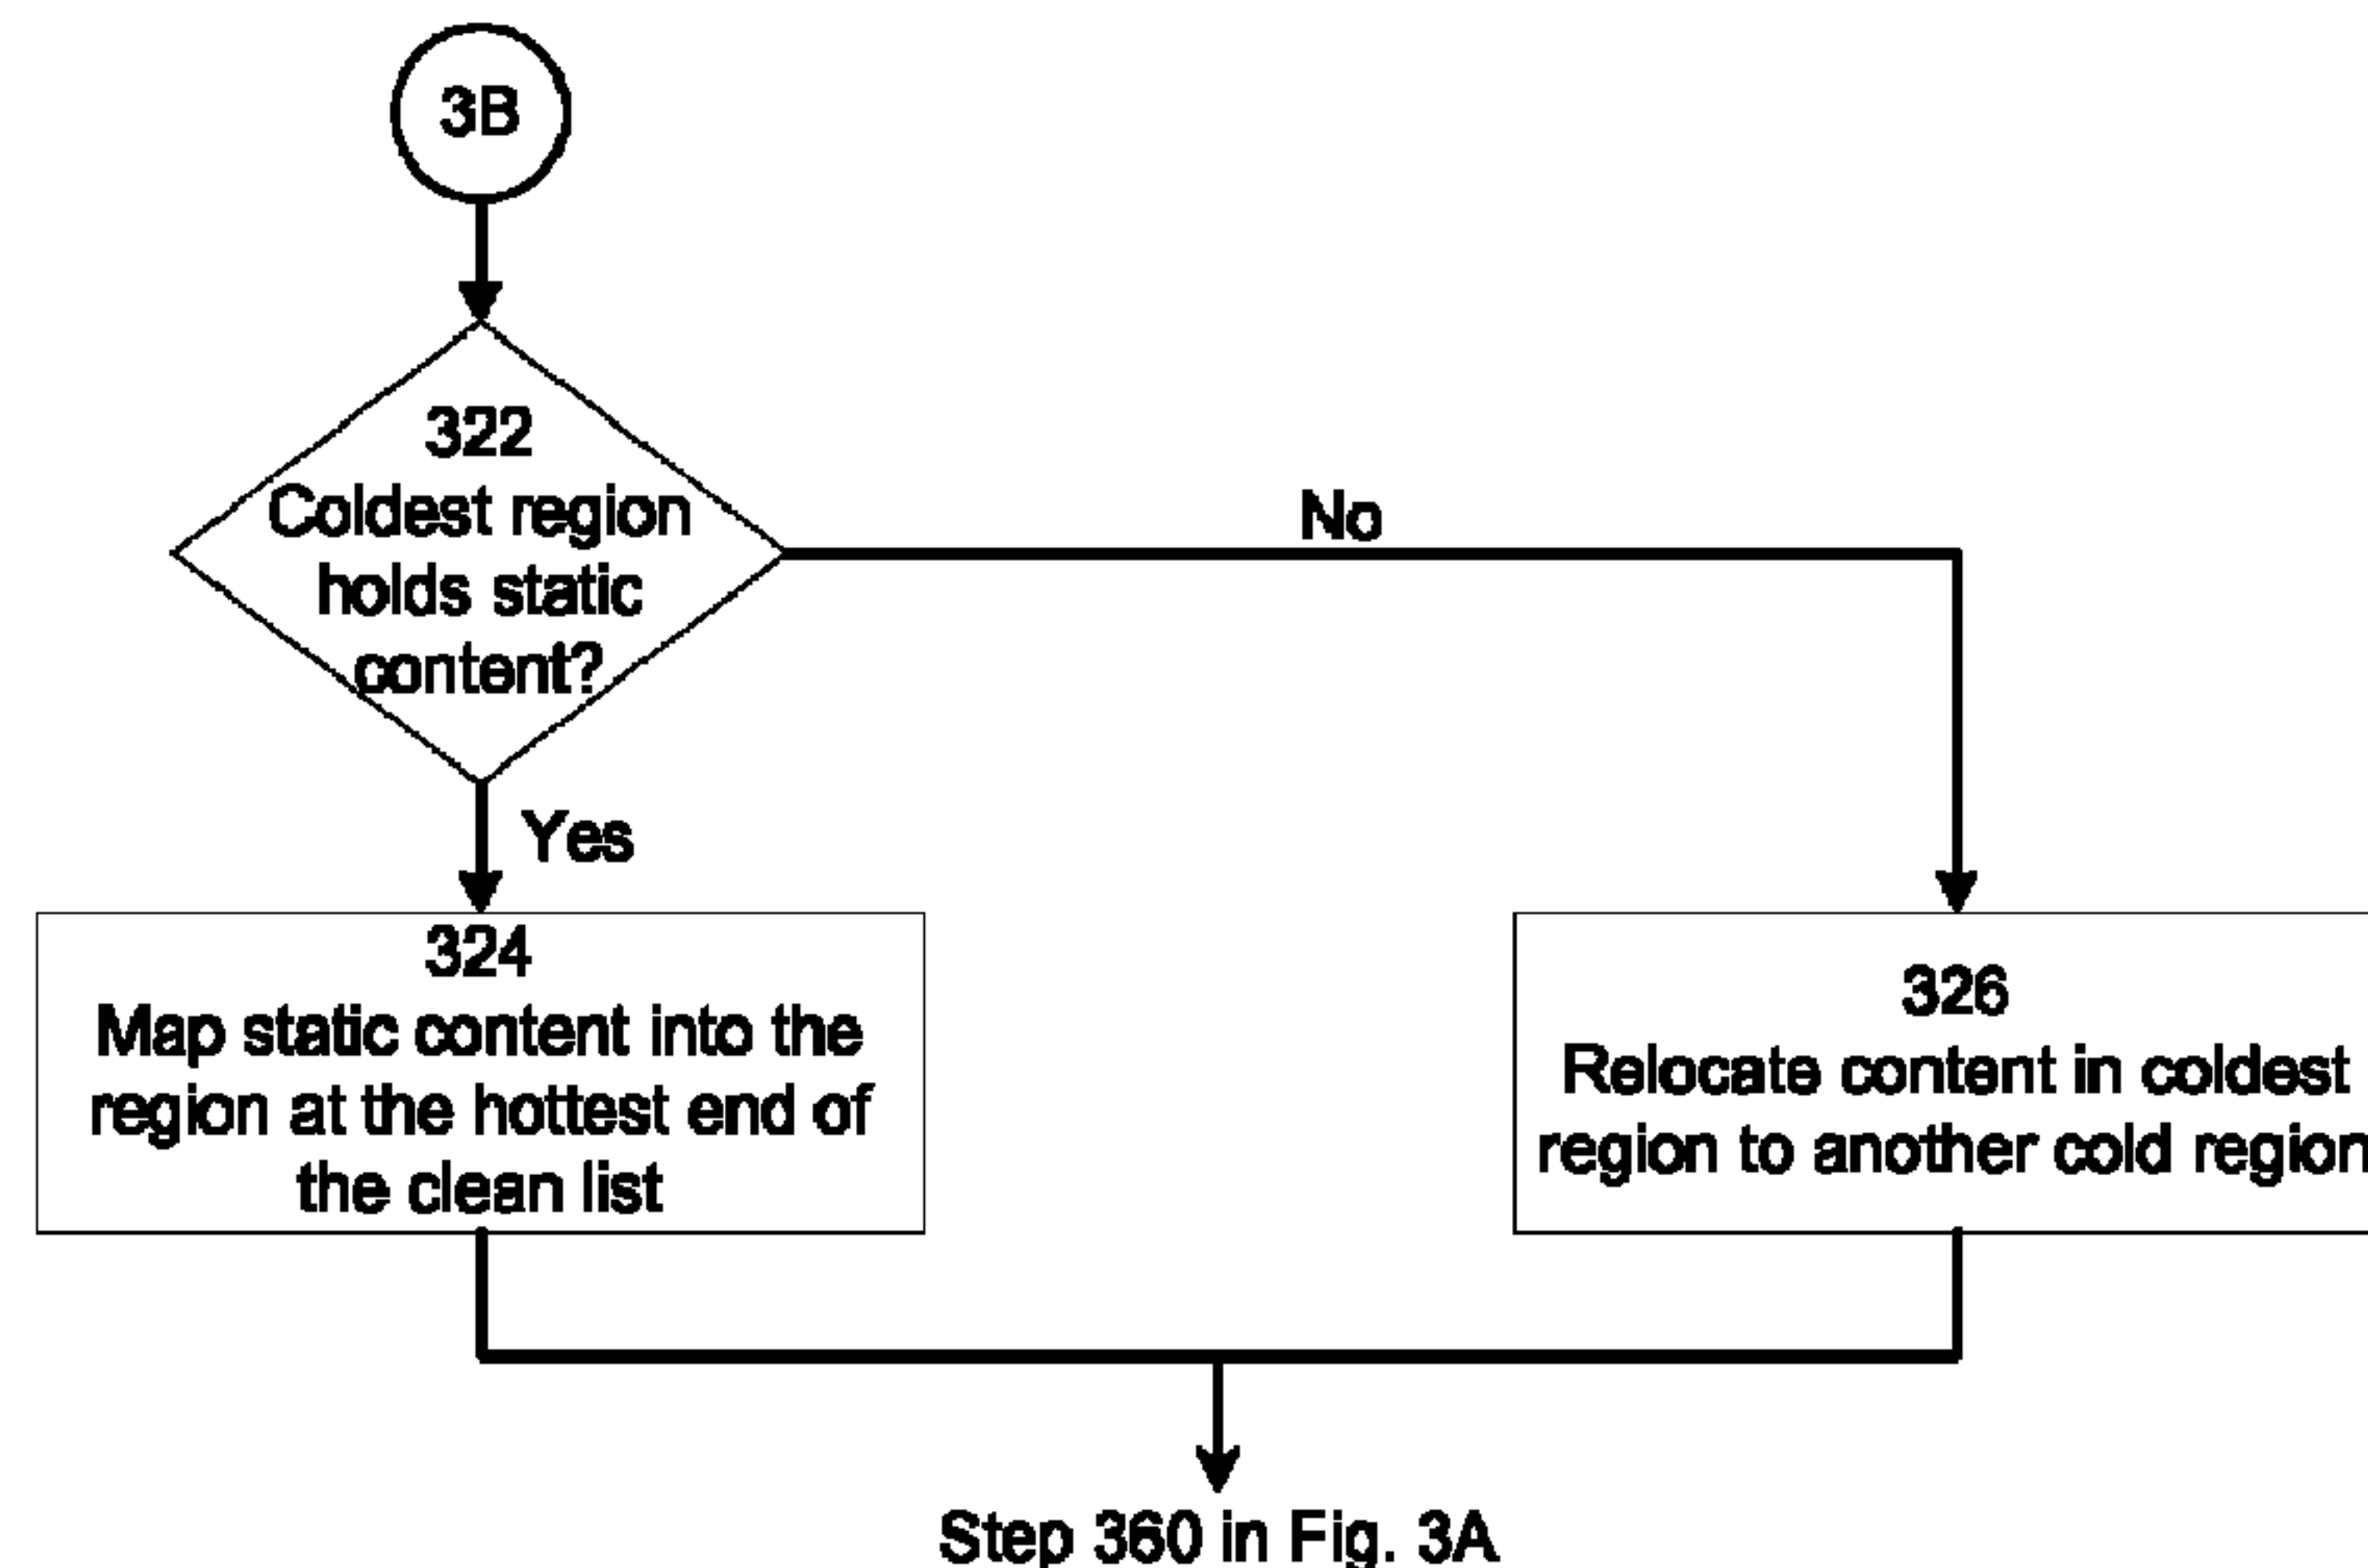 3B
322
Coldest region
holds static
content?
No
Yes
324
Map static content into the
region at the hottest end of
the clean list
326
Relocate content in coldest
region to another cold region
Step 360 in Fig. 3A